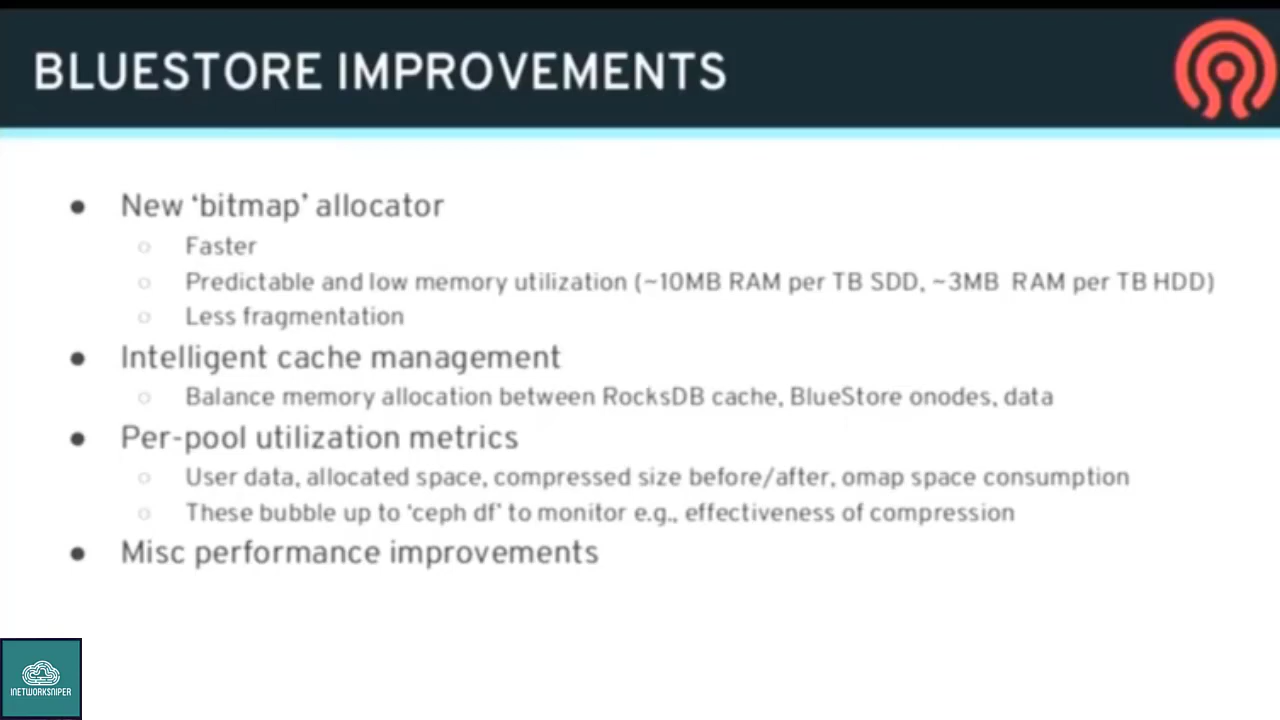 BLUESTORE IMPROVEMENTS
● New ‘bitmap’ allocator
○ Faster
○ Predictable and low memory utilization (~10MB RAM per TB SDD, ~3MB RAM per TB HDD)
○ Less fragmentation
● Intelligent cache management
○ Balance memory allocation between RocksDB cache, BlueStore onodes, data
● Per-pool utilization metrics
○ User data, allocated space, compressed size before/after, omap space consumption
○ These bubble up to ‘ceph df’ to monitor e.g., effectiveness of compression
● Misc performance improvements
INETWORKSNIPER